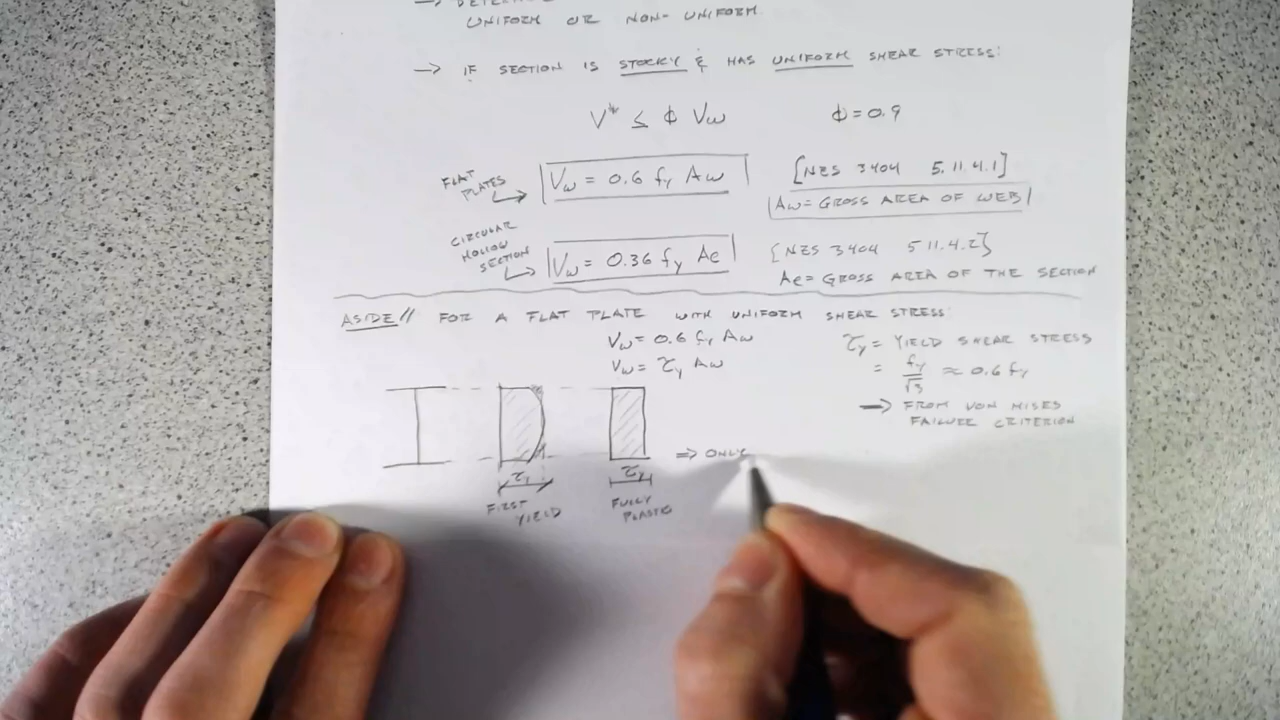 → DETER
UNIFORM OR NON-UNIFORM
→ IF SECTION IS STOCKY & HAS UNIFORM SHEAR STRESS:
V* ≤ ϕ Vw ϕ = 0.9
FLAT PLATES
Vw = 0.6 fy Aw
[NZS 3404 5.11.4.1]
Aw = GROSS AREA OF WEB
CIRCULAR HOLLOW SECTION
Vw = 0.36 fy Ae
[NZS 3404 5.11.4.2]
Ae = GROSS AREA OF THE SECTION
ASIDE // FOR A FLAT PLATE WITH UNIFORM SHEAR STRESS:
Vw = 0.6 fy Aw
Vw = τy Aw
τy = YIELD SHEAR STRESS
= fy/√3 ≈ 0.6 fy
→ FROM VON MISES
FAILURE CRITERION
τy
FIRST
YIELD
τy
FULLY
PLASTIC
⇒ ONLY